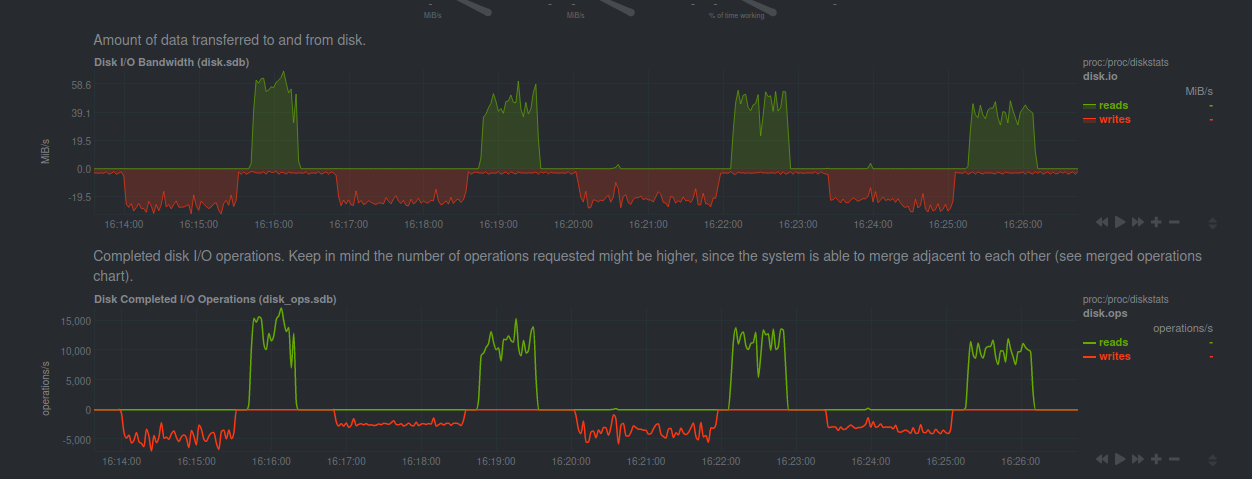 - - - - - -
MiB/s MiB/s % of time working
Amount of data transferred to and from disk.
Disk I/O Bandwidth (disk.sdb)
proc:/proc/diskstats
disk.io
MiB/s
reads -
writes -
MiB/s
58.6
39.1
19.5
0.0
-19.5
16:14:00 16:15:00 16:16:00 16:17:00 16:18:00 16:19:00 16:20:00 16:21:00 16:22:00 16:23:00 16:24:00 16:25:00 16:26:00
Completed disk I/O operations. Keep in mind the number of operations requested might be higher, since the system is able to merge adjacent to each other (see merged operations
chart).
Disk Completed I/O Operations (disk_ops.sdb)
proc:/proc/diskstats
disk.ops
operations/s
reads -
writes -
operations/s
15,000
10,000
5,000
0
-5,000
16:14:00 16:15:00 16:16:00 16:17:00 16:18:00 16:19:00 16:20:00 16:21:00 16:22:00 16:23:00 16:24:00 16:25:00 16:26:00